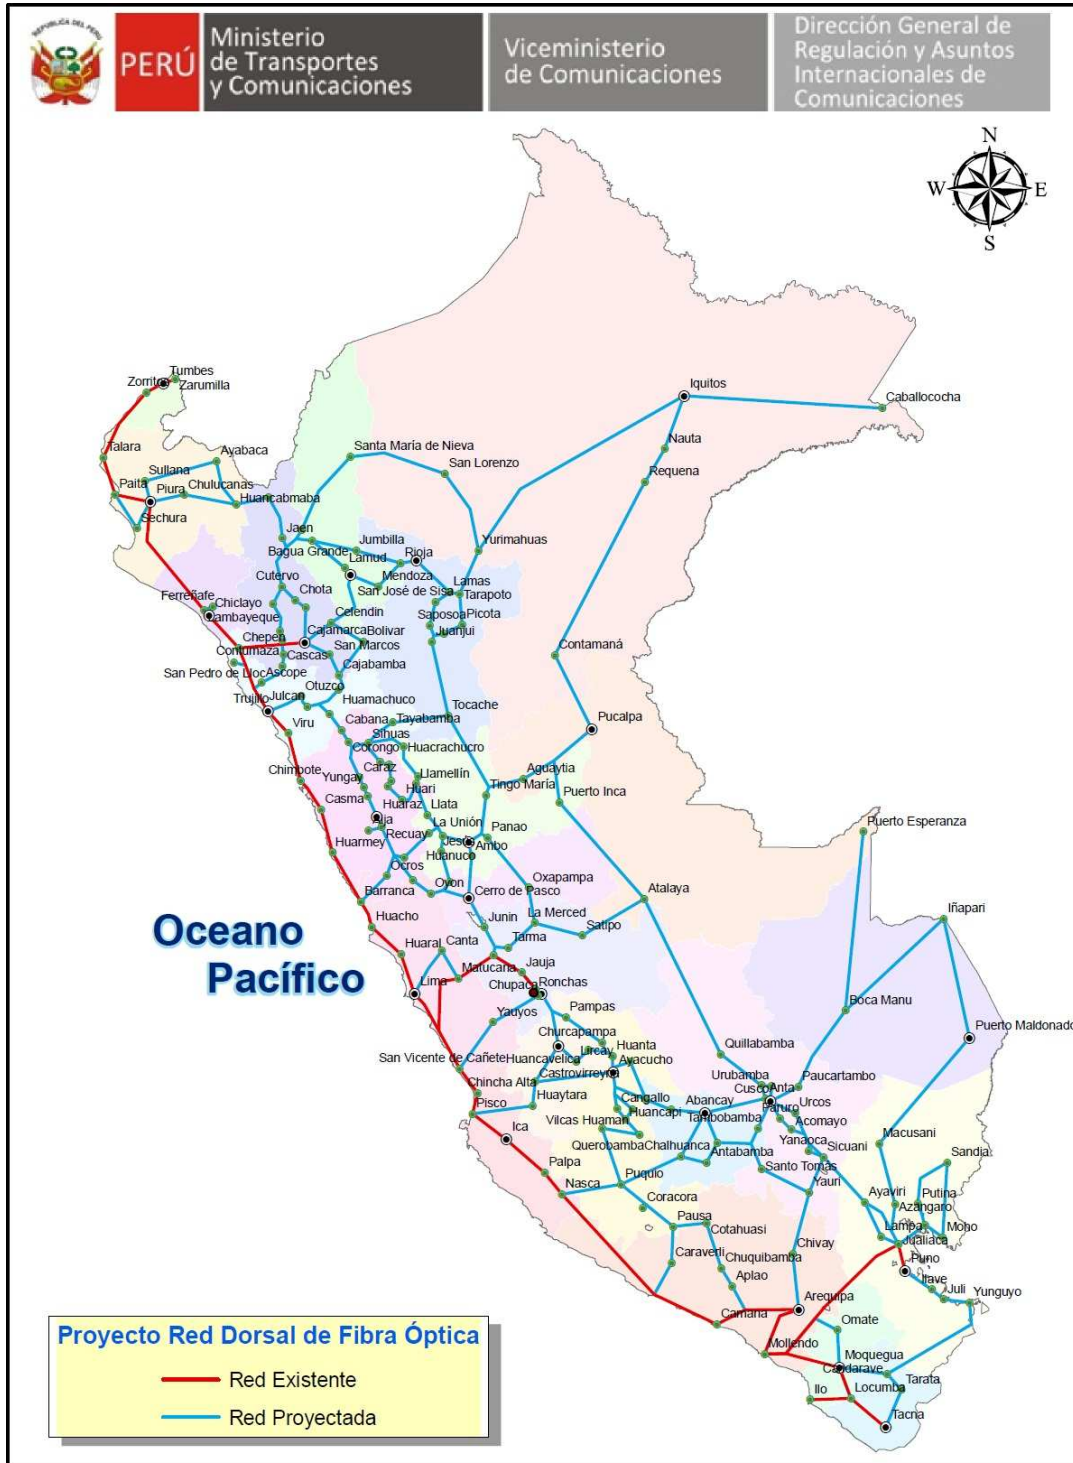 REPUBLICA DEL PERU
PERÚ
Ministerio
de Transportes
y Comunicaciones
Viceministerio
de Comunicaciones
Dirección General de
Regulación y Asuntos
Internacionales de
Comunicaciones
N
W
E
S
Tumbes
Zorritos
Zarumilla
Iquitos
Caballococha
Nauta
Requena
Santa María de Nieva
San Lorenzo
Talara
Ayabaca
Sullana
Paita
Piura
Chulucanas
Huancabmaba
Sechura
Jaen
Jumbilla
Yurimahuas
Bagua Grande
Rioja
Lamud
Mendoza
Cutervo
Lamas
San José de Sisa
Tarapoto
Chota
Ferreñafe
Chiclayo
Lambayeque
Celendin
Saposoa
Picota
Chepen
Cajamarca
Bolivar
Juanjui
Contumaza
San Marcos
Cascas
Contamaná
San Pedro de Lloc
Ascope
Cajabamba
Otuzco
Trujillo
Julcan
Huamachuco
Tocache
Viru
Cabana
Tayabamba
Pucalpa
Sihuas
Corongo
Huacrachucro
Chimbote
Caraz
Yungay
Llamellín
Aguaytia
Huari
Tingo María
Casma
Huaraz
Llata
Puerto Inca
Aija
La Unión
Recuay
Panao
Puerto Esperanza
Huarmey
Jesus
Ambo
Huanuco
Ocros
Oxapampa
Barranca
Oyon
Cerro de Pasco
Atalaya
Oceano
Pacífico
Huacho
Junin
La Merced
Satipo
Iñapari
Huaral
Canta
Tarma
Matucana
Jauja
Lima
Chupaca
Ronchas
Boca Manu
Yauyos
Pampas
Puerto Maldonado
Churcapampa
San Vicente de Cañete
Huancavelica
Lircay
Huanta
Ayacucho
Quillabamba
Chincha Alta
Castrovirreyna
Urubamba
Cusco
Anta
Paucartambo
Pisco
Huaytara
Cangallo
Huancapi
Abancay
Paruro
Urcos
Ica
Vilcas Huaman
Tambobamba
Acomayo
Querobamba
Chalhuanca
Yanaoca
Sicuani
Macusani
Palpa
Antabamba
Santo Tomás
Sandia
Nasca
Puquio
Yauri
Coracora
Ayaviri
Azángaro
Putina
Pausa
Cotahuasi
Lampa
Moho
Juallaca
Caraverli
Chuquibamba
Chivay
Puno
Aplao
Ilave
Juli
Yunguyo
Camana
Arequipa
Omate
Mollendo
Moquegua
Candarave
Tarata
Ilo
Locumba
Tacna
Proyecto Red Dorsal de Fibra Óptica
Red Existente
Red Proyectada